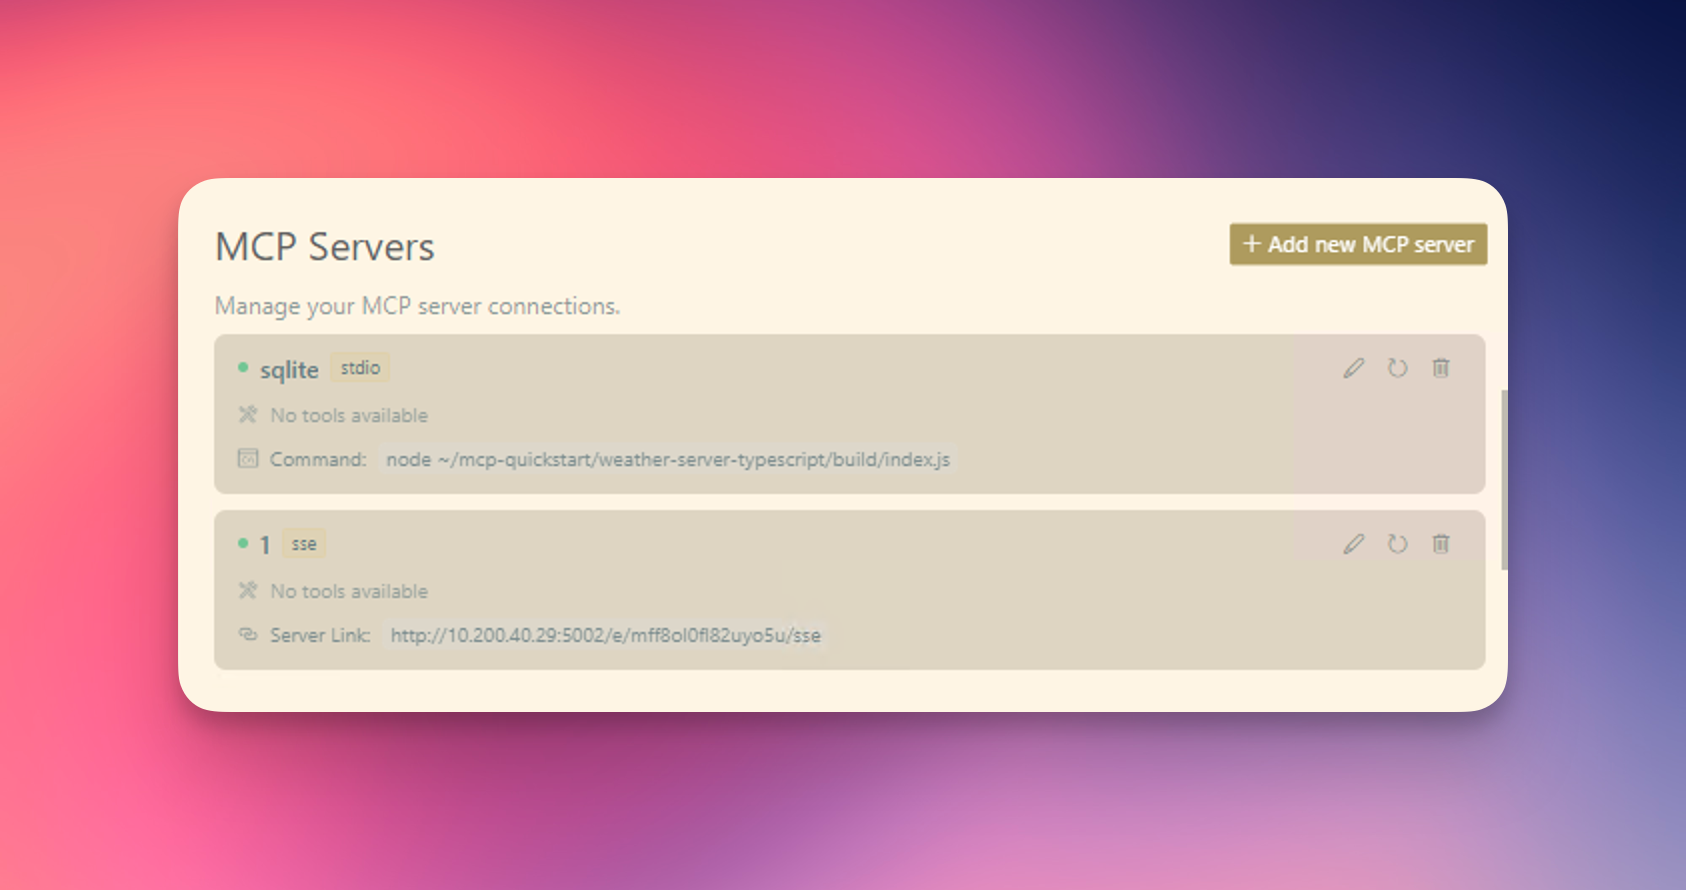 MCP Servers
+ Add new MCP server
Manage your MCP server connections.
sqlite stdio
No tools available
Command: node ~/mcp-quickstart/weather-server-typescript/build/index.js
1 sse
No tools available
Server Link: http://10.200.40.29:5002/e/mff8ol0fl82uyo5u/sse